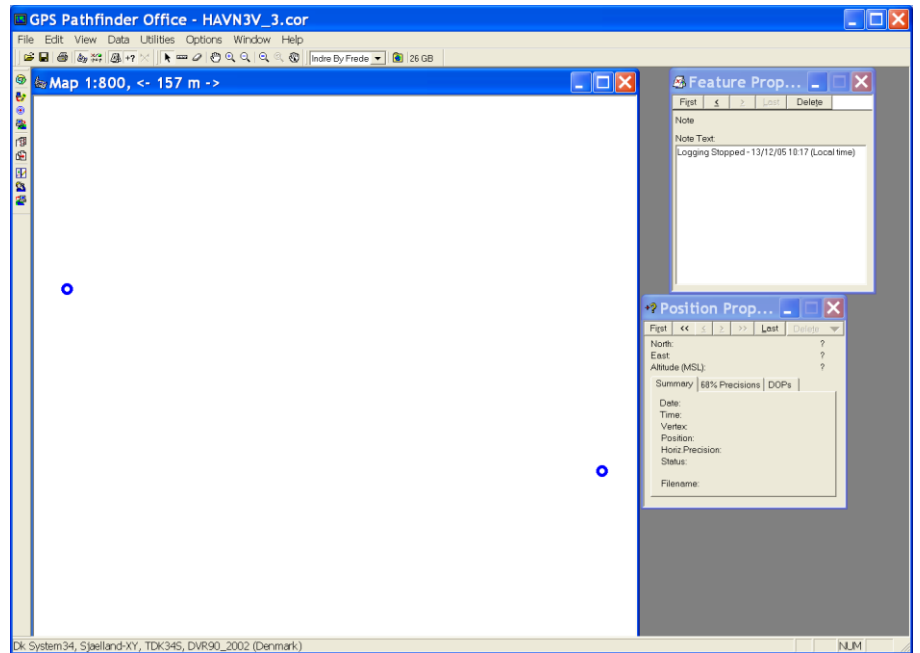 GPS Pathfinder Office - HAVN3V_3.cor
File Edit View Data Utilities Options Window Help
Indre By Frede 26 GB
Map 1:800, <- 157 m ->
Feature Prop...
First < > Last Delete
Note
Note Text:
Logging Stopped - 13/12/05 10:17 (Local time)
Position Prop...
First << < > >> Last Delete
North: ?
East: ?
Altitude (MSL): ?
Summary 68% Precisions DOPs
Date:
Time:
Vertex:
Position:
Horiz.Precision:
Status:
Filename:
Dk System34, Sjaelland-XY, TDK34S, DVR90_2002 (Denmark) NUM